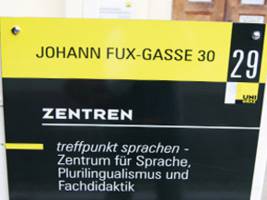 JOHANN FUX-GASSE 30
29
UNI
GRAZ
ZENTREN
treffpunkt sprachen -
Zentrum für Sprache,
Plurilingualismus und
Fachdidaktik